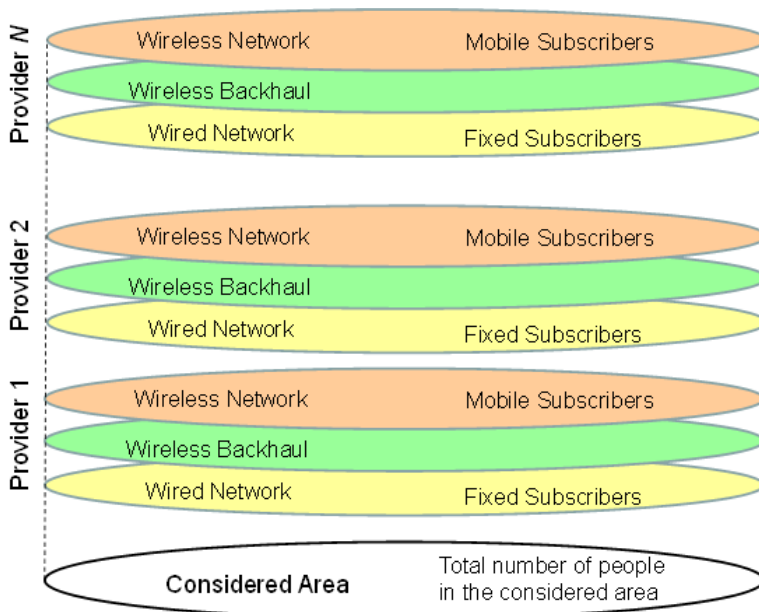 Provider N
Wireless Network Mobile Subscribers
Wireless Backhaul
Wired Network Fixed Subscribers
Provider 2
Wireless Network Mobile Subscribers
Wireless Backhaul
Wired Network Fixed Subscribers
Provider 1
Wireless Network Mobile Subscribers
Wireless Backhaul
Wired Network Fixed Subscribers
Considered Area
Total number of people
in the considered area